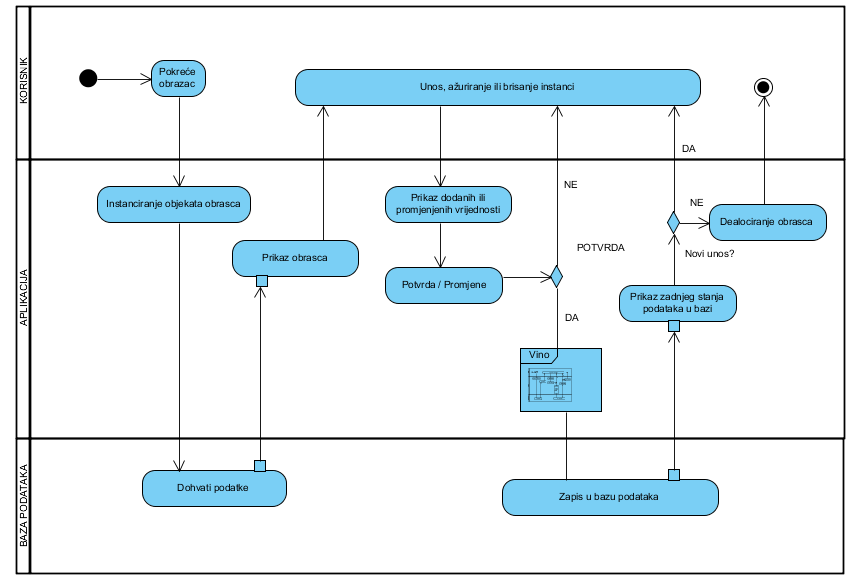 KORISNIK
Pokreće
obrazac
Unos, ažuriranje ili brisanje instanci
DA
APLIKACIJA
Instanciranje objekata obrasca
Prikaz dodanih ili
promjenjenih vrijednosti
NE
NE
Dealociranje obrasca
Prikaz obrasca
POTVRDA
Novi unos?
Potvrda / Promjene
Prikaz zadnjeg stanja
podataka u bazi
DA
Vino
BAZA PODATAKA
Dohvati podatke
Zapis u bazu podataka